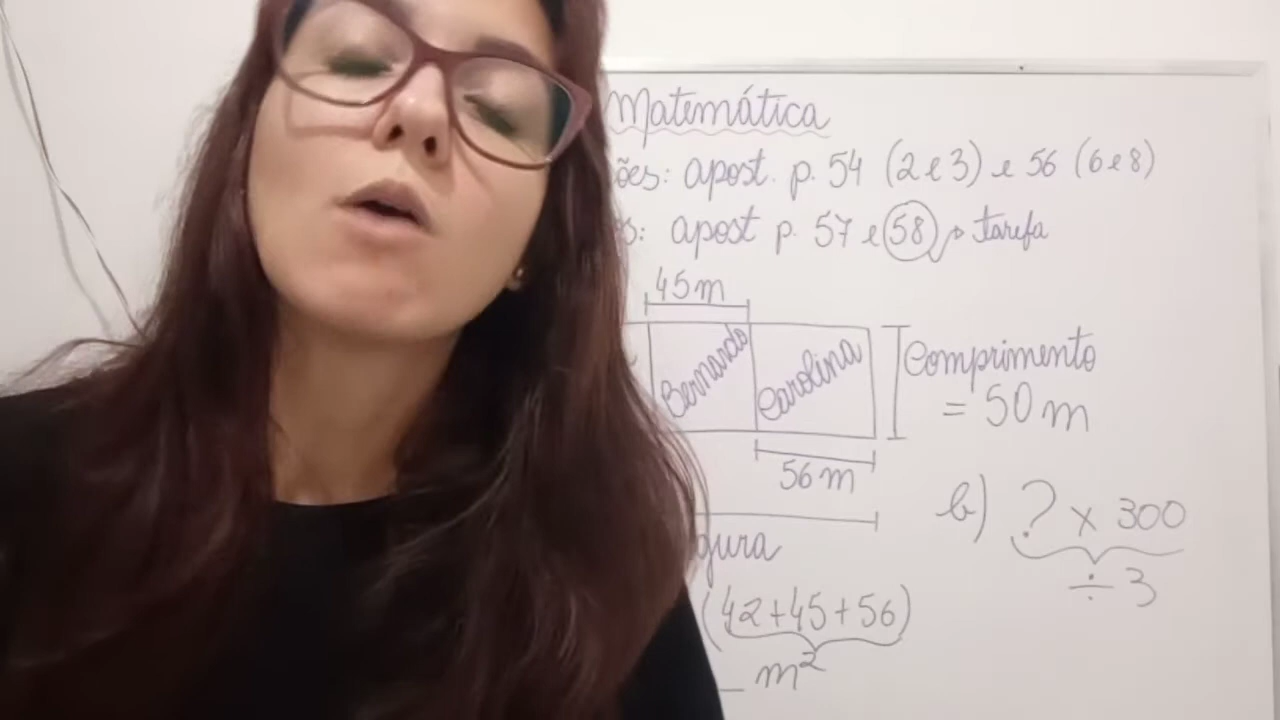 Matemática
ões: apost. p. 54 (2 e 3) e 56 (6 e 8)
s: apost p. 57 e 58 → tarefa
45 m
Bernardo Carolina
Comprimento
= 50 m
56 m
b) ? x 300
÷ 3
gura
(42+45+56)
m²